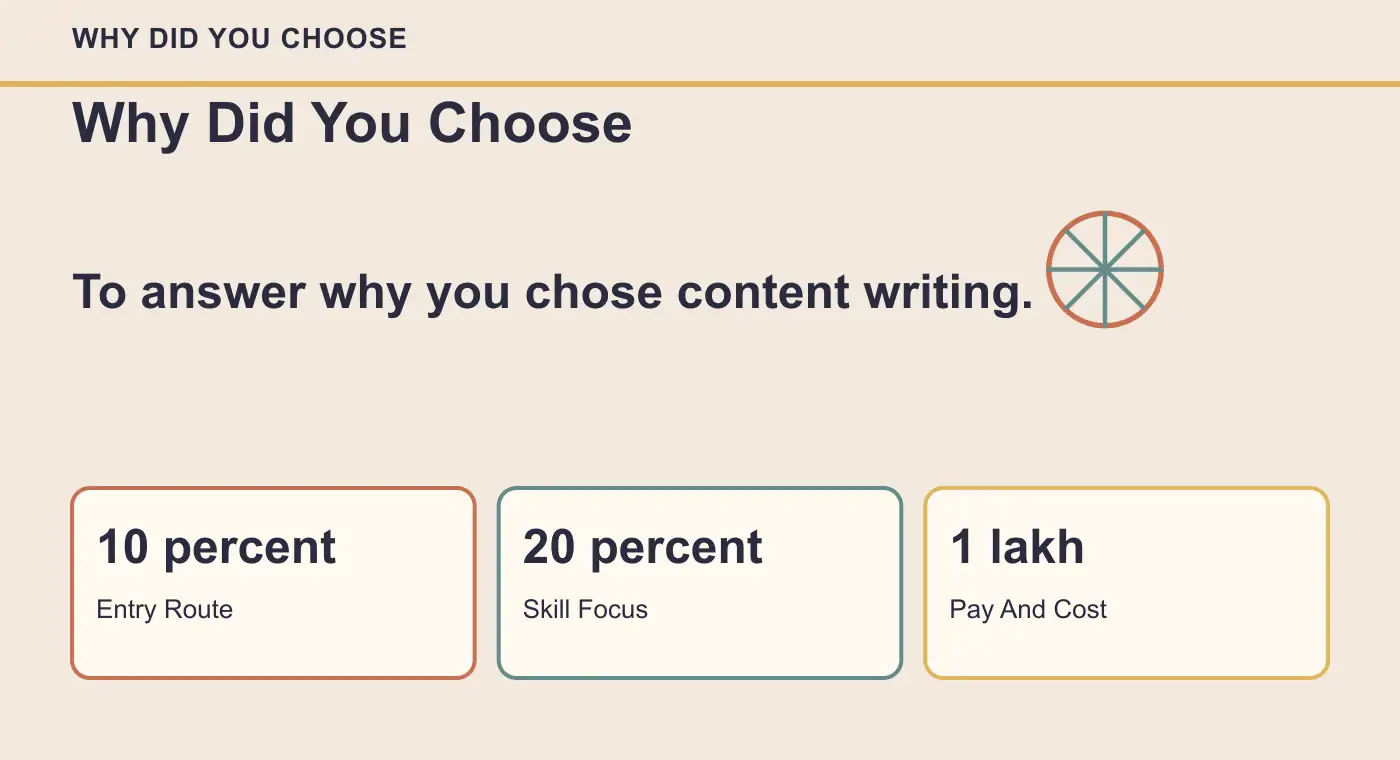 WHY DID YOU CHOOSE
Why Did You Choose
To answer why you chose content writing.
10 percent
Entry Route
20 percent
Skill Focus
1 lakh
Pay And Cost